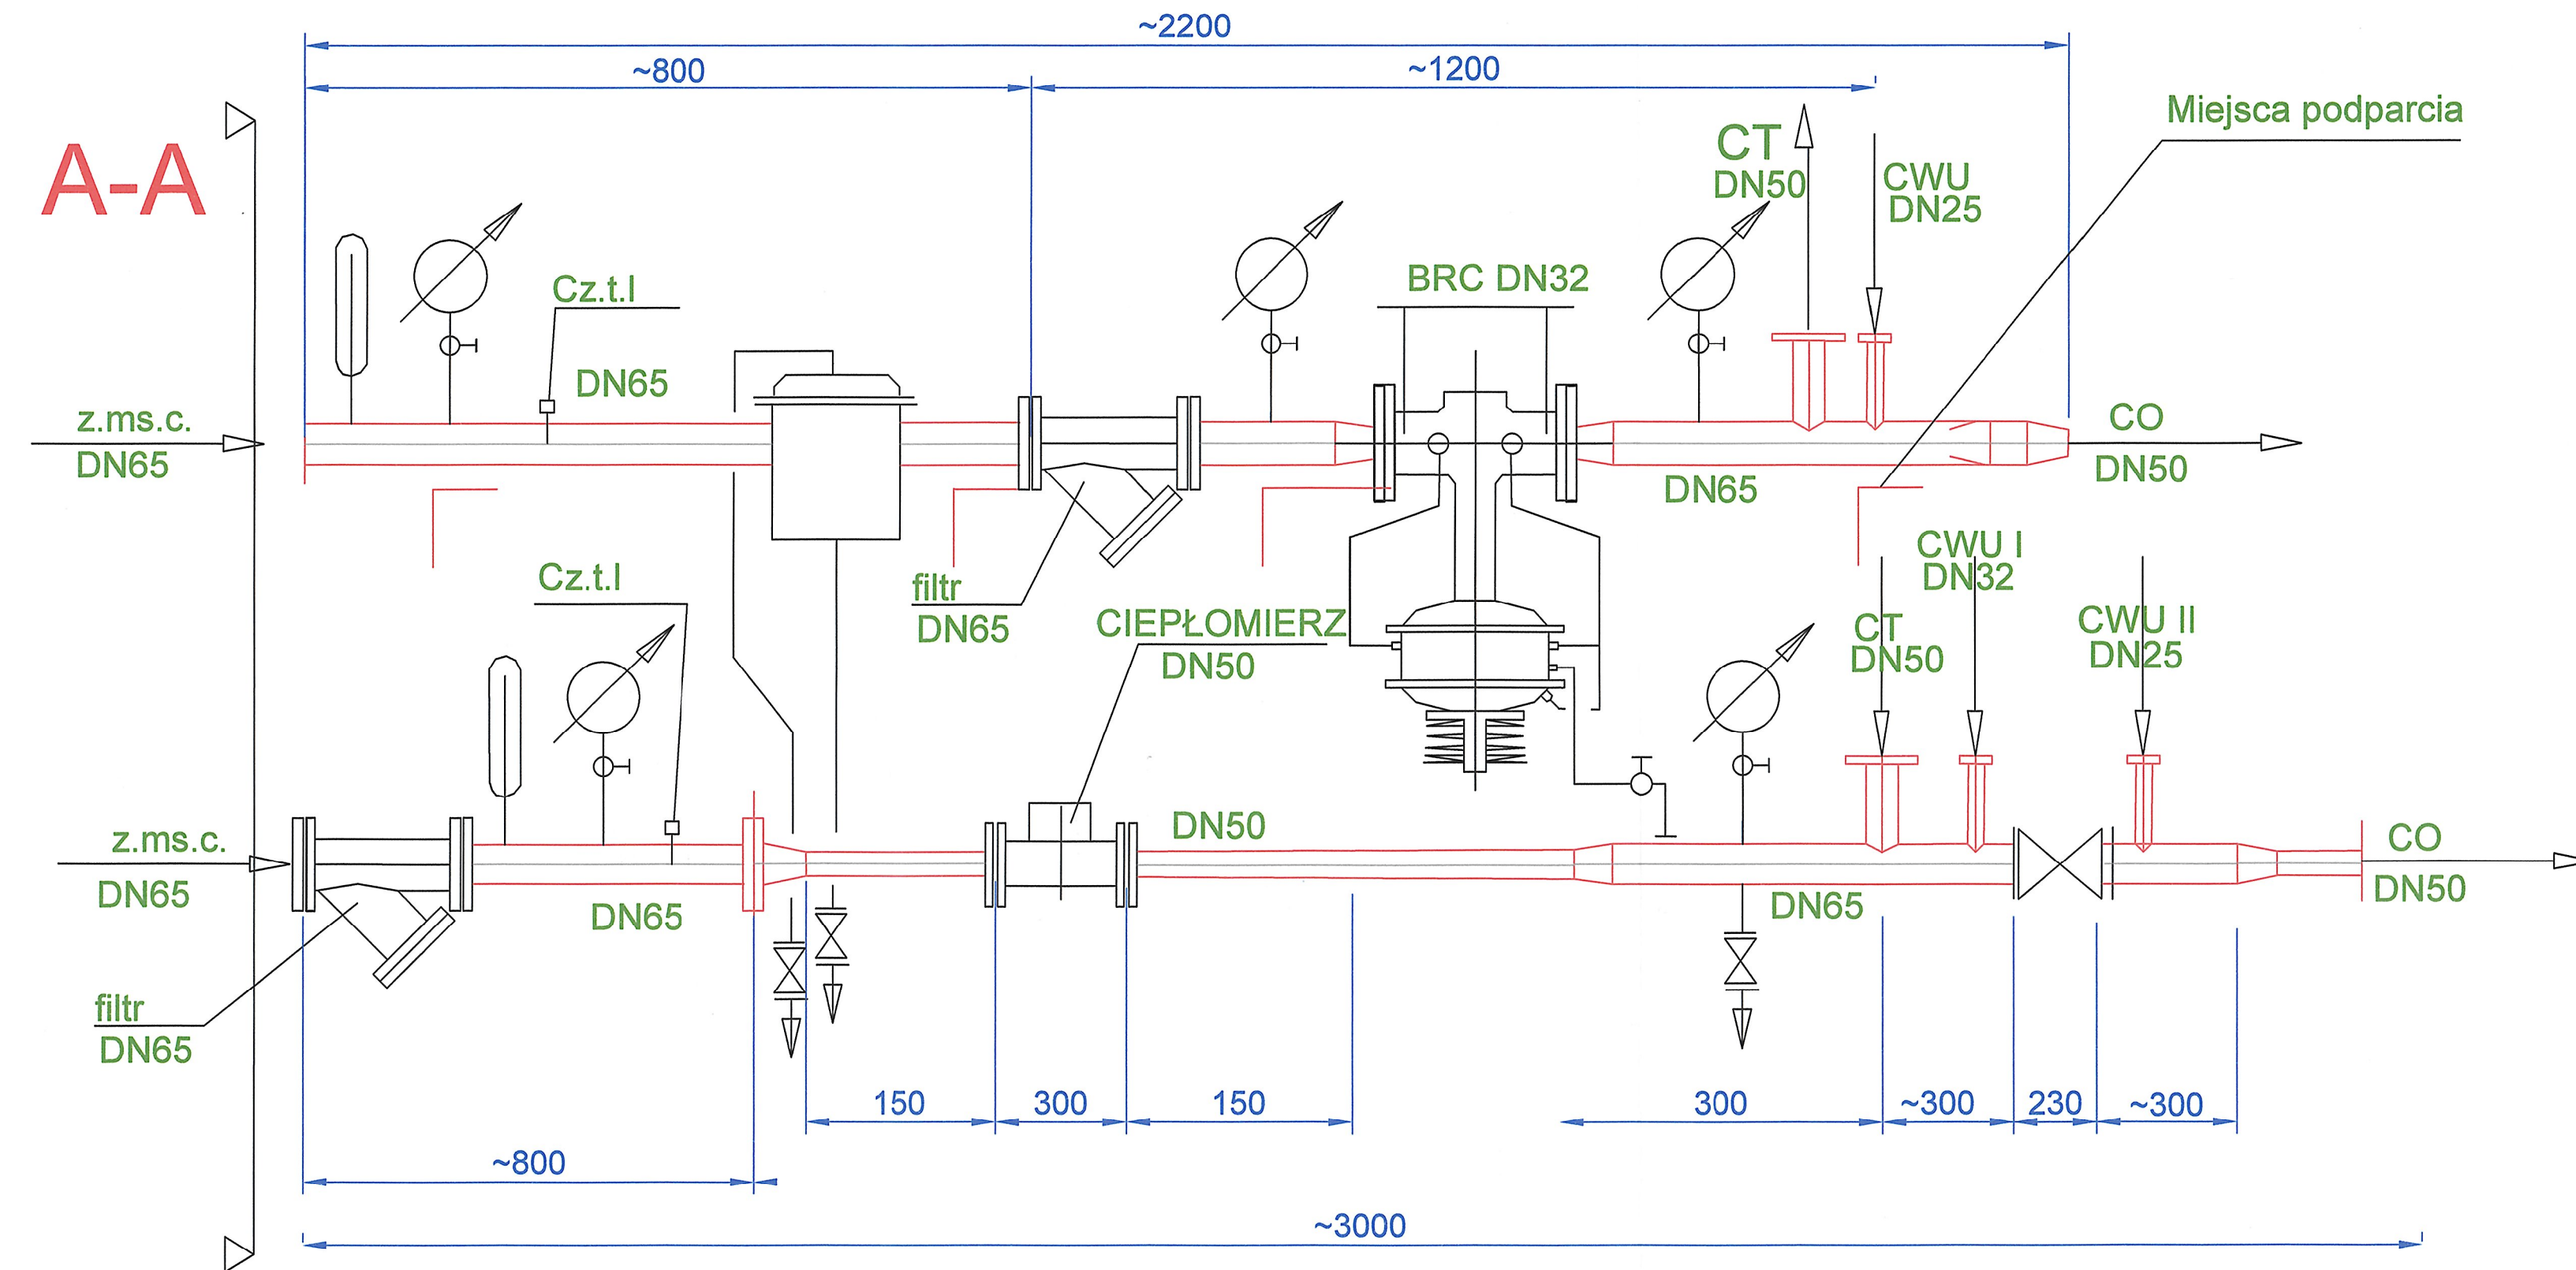 ~2200
~800
~1200
Miejsca podparcia
A-A
CT
DN50
CWU
DN25
Cz.t.I
BRC DN32
DN65
z.ms.c.
DN65
CO
DN50
DN65
filtr
DN65
Cz.t.I
CIEPŁOMIERZ
DN50
CWU I
DN32
CT
DN50
CWU II
DN25
z.ms.c.
DN65
DN50
CO
DN50
DN65
DN65
filtr
DN65
150
300
150
300
~300
230
~300
~800
~3000